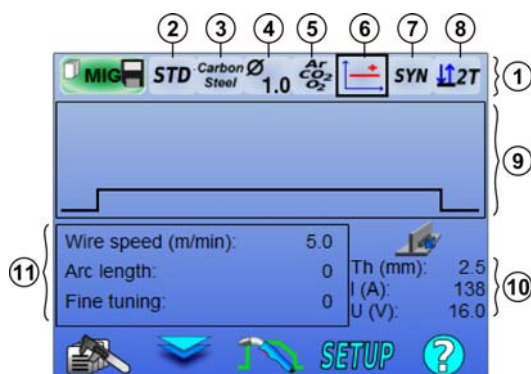 2 3 4 5 6 7 8
MIG STD Carbon Steel Ø 1.0 Ar CO2 O2 SYN 2T 1
9
Wire speed (m/min): 5.0
Arc length: 0 Th (mm): 2.5
11 I (A): 138 10
Fine tuning: 0 U (V): 16.0
SETUP ?